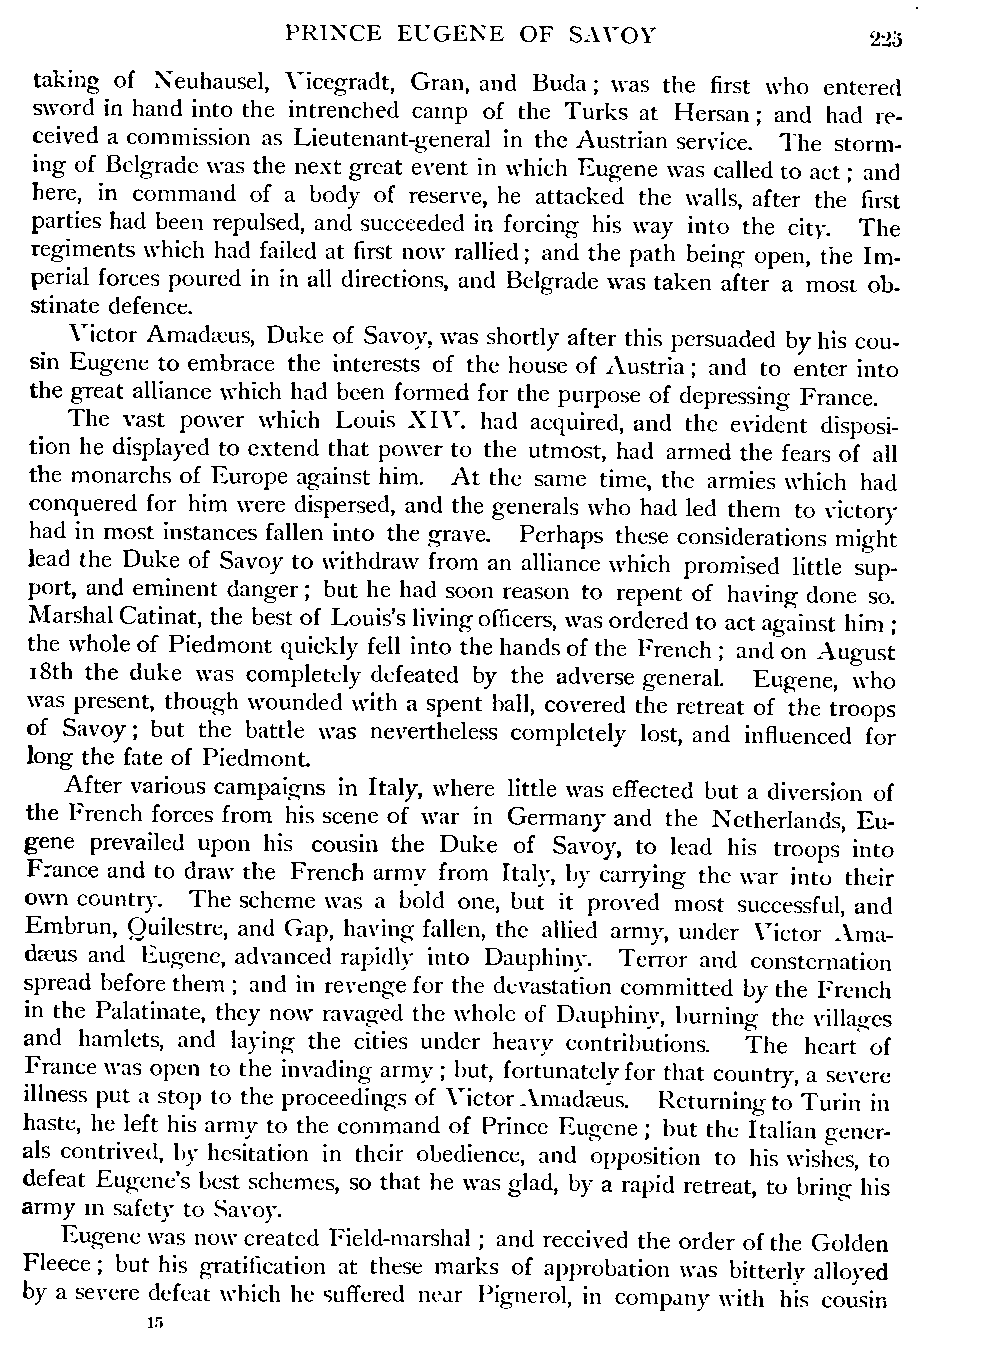 PRINCE EUGENE OF SAVOY 225
taking of Neuhausel, Vicegradt, Gran, and Buda; was the first who entered
sword in hand into the intrenched camp of the Turks at Hersan; and had re-
ceived a commission as Lieutenant-general in the Austrian service. The storm-
ing of Belgrade was the next great event in which Eugene was called to act; and
here, in command of a body of reserve, he attacked the walls, after the first
parties had been repulsed, and succeeded in forcing his way into the city. The
regiments which had failed at first now rallied; and the path being open, the Im-
perial forces poured in in all directions, and Belgrade was taken after a most ob-
stinate defence.
Victor Amadæus, Duke of Savoy, was shortly after this persuaded by his cou-
sin Eugene to embrace the interests of the house of Austria; and to enter into
the great alliance which had been formed for the purpose of depressing France.
The vast power which Louis XIV. had acquired, and the evident disposi-
tion he displayed to extend that power to the utmost, had armed the fears of all
the monarchs of Europe against him. At the same time, the armies which had
conquered for him were dispersed, and the generals who had led them to victory
had in most instances fallen into the grave. Perhaps these considerations might
lead the Duke of Savoy to withdraw from an alliance which promised little sup-
port, and eminent danger; but he had soon reason to repent of having done so.
Marshal Catinat, the best of Louis's living officers, was ordered to act against him;
the whole of Piedmont quickly fell into the hands of the French; and on August
18th the duke was completely defeated by the adverse general. Eugene, who
was present, though wounded with a spent ball, covered the retreat of the troops
of Savoy; but the battle was nevertheless completely lost, and influenced for
long the fate of Piedmont.
After various campaigns in Italy, where little was effected but a diversion of
the French forces from his scene of war in Germany and the Netherlands, Eu-
gene prevailed upon his cousin the Duke of Savoy, to lead his troops into
France and to draw the French army from Italy, by carrying the war into their
own country. The scheme was a bold one, but it proved most successful, and
Embrun, Quilestre, and Gap, having fallen, the allied army, under Victor Ama-
dæus and Eugene, advanced rapidly into Dauphiny. Terror and consternation
spread before them; and in revenge for the devastation committed by the French
in the Palatinate, they now ravaged the whole of Dauphiny, burning the villages
and hamlets, and laying the cities under heavy contributions. The heart of
France was open to the invading army; but, fortunately for that country, a severe
illness put a stop to the proceedings of Victor Amadæus. Returning to Turin in
haste, he left his army to the command of Prince Eugene; but the Italian gener-
als contrived, by hesitation in their obedience, and opposition to his wishes, to
defeat Eugene's best schemes, so that he was glad, by a rapid retreat, to bring his
army in safety to Savoy.
Eugene was now created Field-marshal; and received the order of the Golden
Fleece; but his gratification at these marks of approbation was bitterly alloyed
by a severe defeat which he suffered near Pignerol, in company with his cousin
15